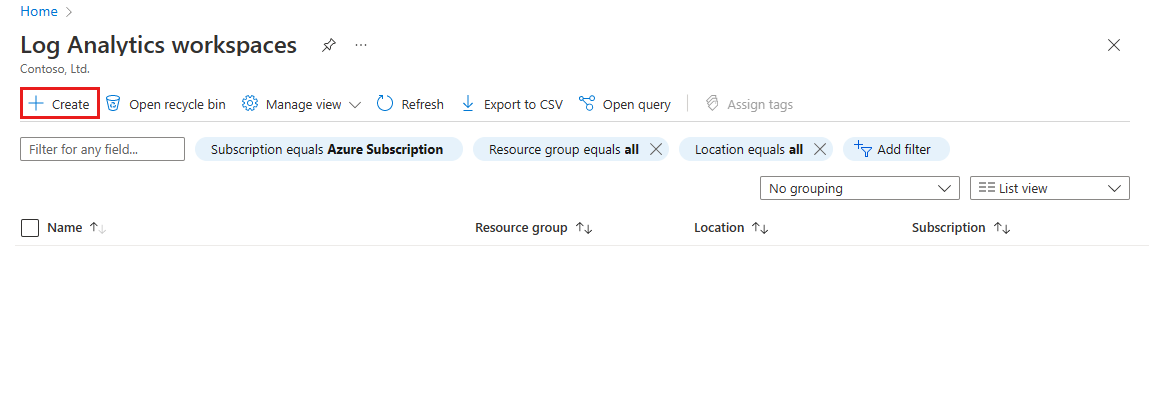 Home
Log Analytics workspaces
Contoso, Ltd.
Create Open recycle bin Manage view Refresh Export to CSV Open query Assign tags
Filter for any field... Subscription equals Azure Subscription Resource group equals all Location equals all Add filter
No grouping List view
Name Resource group Location Subscription